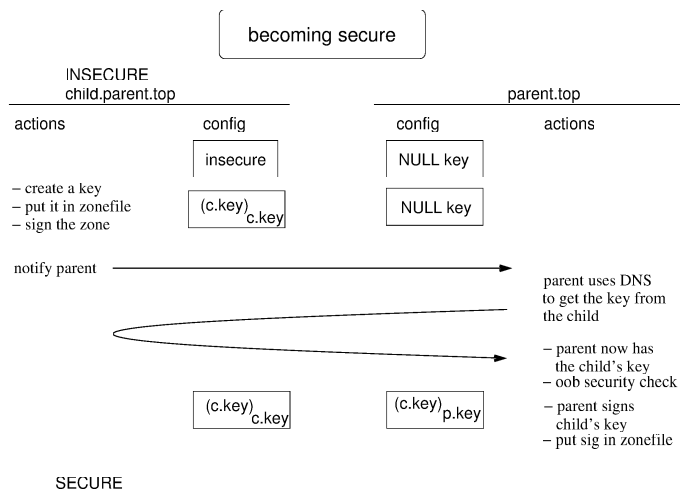 becoming secure
INSECURE
child.parent.top
parent.top
actions
config
config
actions
insecure
NULL key
– create a key
– put it in zonefile
– sign the zone
(c.key)c.key
NULL key
notify parent
parent uses DNS
to get the key from
the child
– parent now has
the child's key
– oob security check
(c.key)c.key
(c.key)p.key
– parent signs
child's key
– put sig in zonefile
SECURE